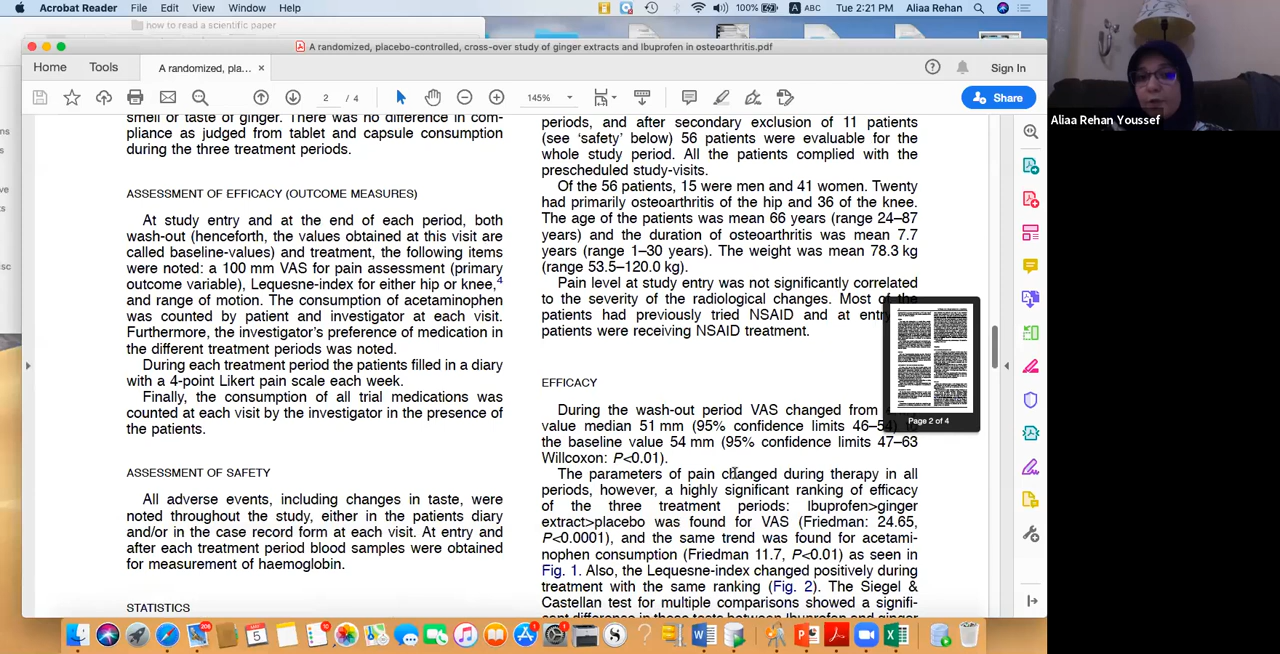 Acrobat Reader File Edit View Window Help 100% ABC Tue 2:21 PM Aliaa Rehan
how to read a scientific paper
A randomized, placebo-controlled, cross-over study of ginger extracts and Ibuprofen in osteoarthritis.pdf
Home Tools A randomized, pla... × Sign In
2 / 4 145% Share
Aliaa Rehan Youssef
smell or taste of ginger. There was no difference in com-
pliance as judged from tablet and capsule consumption
during the three treatment periods.
ASSESSMENT OF EFFICACY (OUTCOME MEASURES)
At study entry and at the end of each period, both
wash-out (henceforth, the values obtained at this visit are
called baseline-values) and treatment, the following items
were noted: a 100 mm VAS for pain assessment (primary
outcome variable), Lequesne-index for either hip or knee,4
and range of motion. The consumption of acetaminophen
was counted by patient and investigator at each visit.
Furthermore, the investigator's preference of medication in
the different treatment periods was noted.
During each treatment period the patients filled in a diary
with a 4-point Likert pain scale each week.
Finally, the consumption of all trial medications was
counted at each visit by the investigator in the presence of
the patients.
ASSESSMENT OF SAFETY
All adverse events, including changes in taste, were
noted throughout the study, either in the patients diary
and/or in the case record form at each visit. At entry and
after each treatment period blood samples were obtained
for measurement of haemoglobin.
STATISTICS
periods, and after secondary exclusion of 11 patients
(see 'safety' below) 56 patients were evaluable for the
whole study period. All the patients complied with the
prescheduled study-visits.
Of the 56 patients, 15 were men and 41 women. Twenty
had primarily osteoarthritis of the hip and 36 of the knee.
The age of the patients was mean 66 years (range 24–87
years) and the duration of osteoarthritis was mean 7.7
years (range 1–30 years). The weight was mean 78.3 kg
(range 53.5–120.0 kg).
Pain level at study entry was not significantly correlated
to the severity of the radiological changes. Most of the
patients had previously tried NSAID and at entry
patients were receiving NSAID treatment.
EFFICACY
During the wash-out period VAS changed from
value median 51 mm (95% confidence limits 46–54)
the baseline value 54 mm (95% confidence limits 47–63
Willcoxon: P<0.01).
The parameters of pain changed during therapy in all
periods, however, a highly significant ranking of efficacy
of the three treatment periods: Ibuprofen>ginger
extract>placebo was found for VAS (Friedman: 24.65,
P<0.0001), and the same trend was found for acetami-
nophen consumption (Friedman 11.7, P<0.01) as seen in
Fig. 1. Also, the Lequesne-index changed positively during
treatment with the same ranking (Fig. 2). The Siegel &
Castellan test for multiple comparisons showed a signifi-
cant difference in these tests between Ibuprofen and ginger
Page 2 of 4